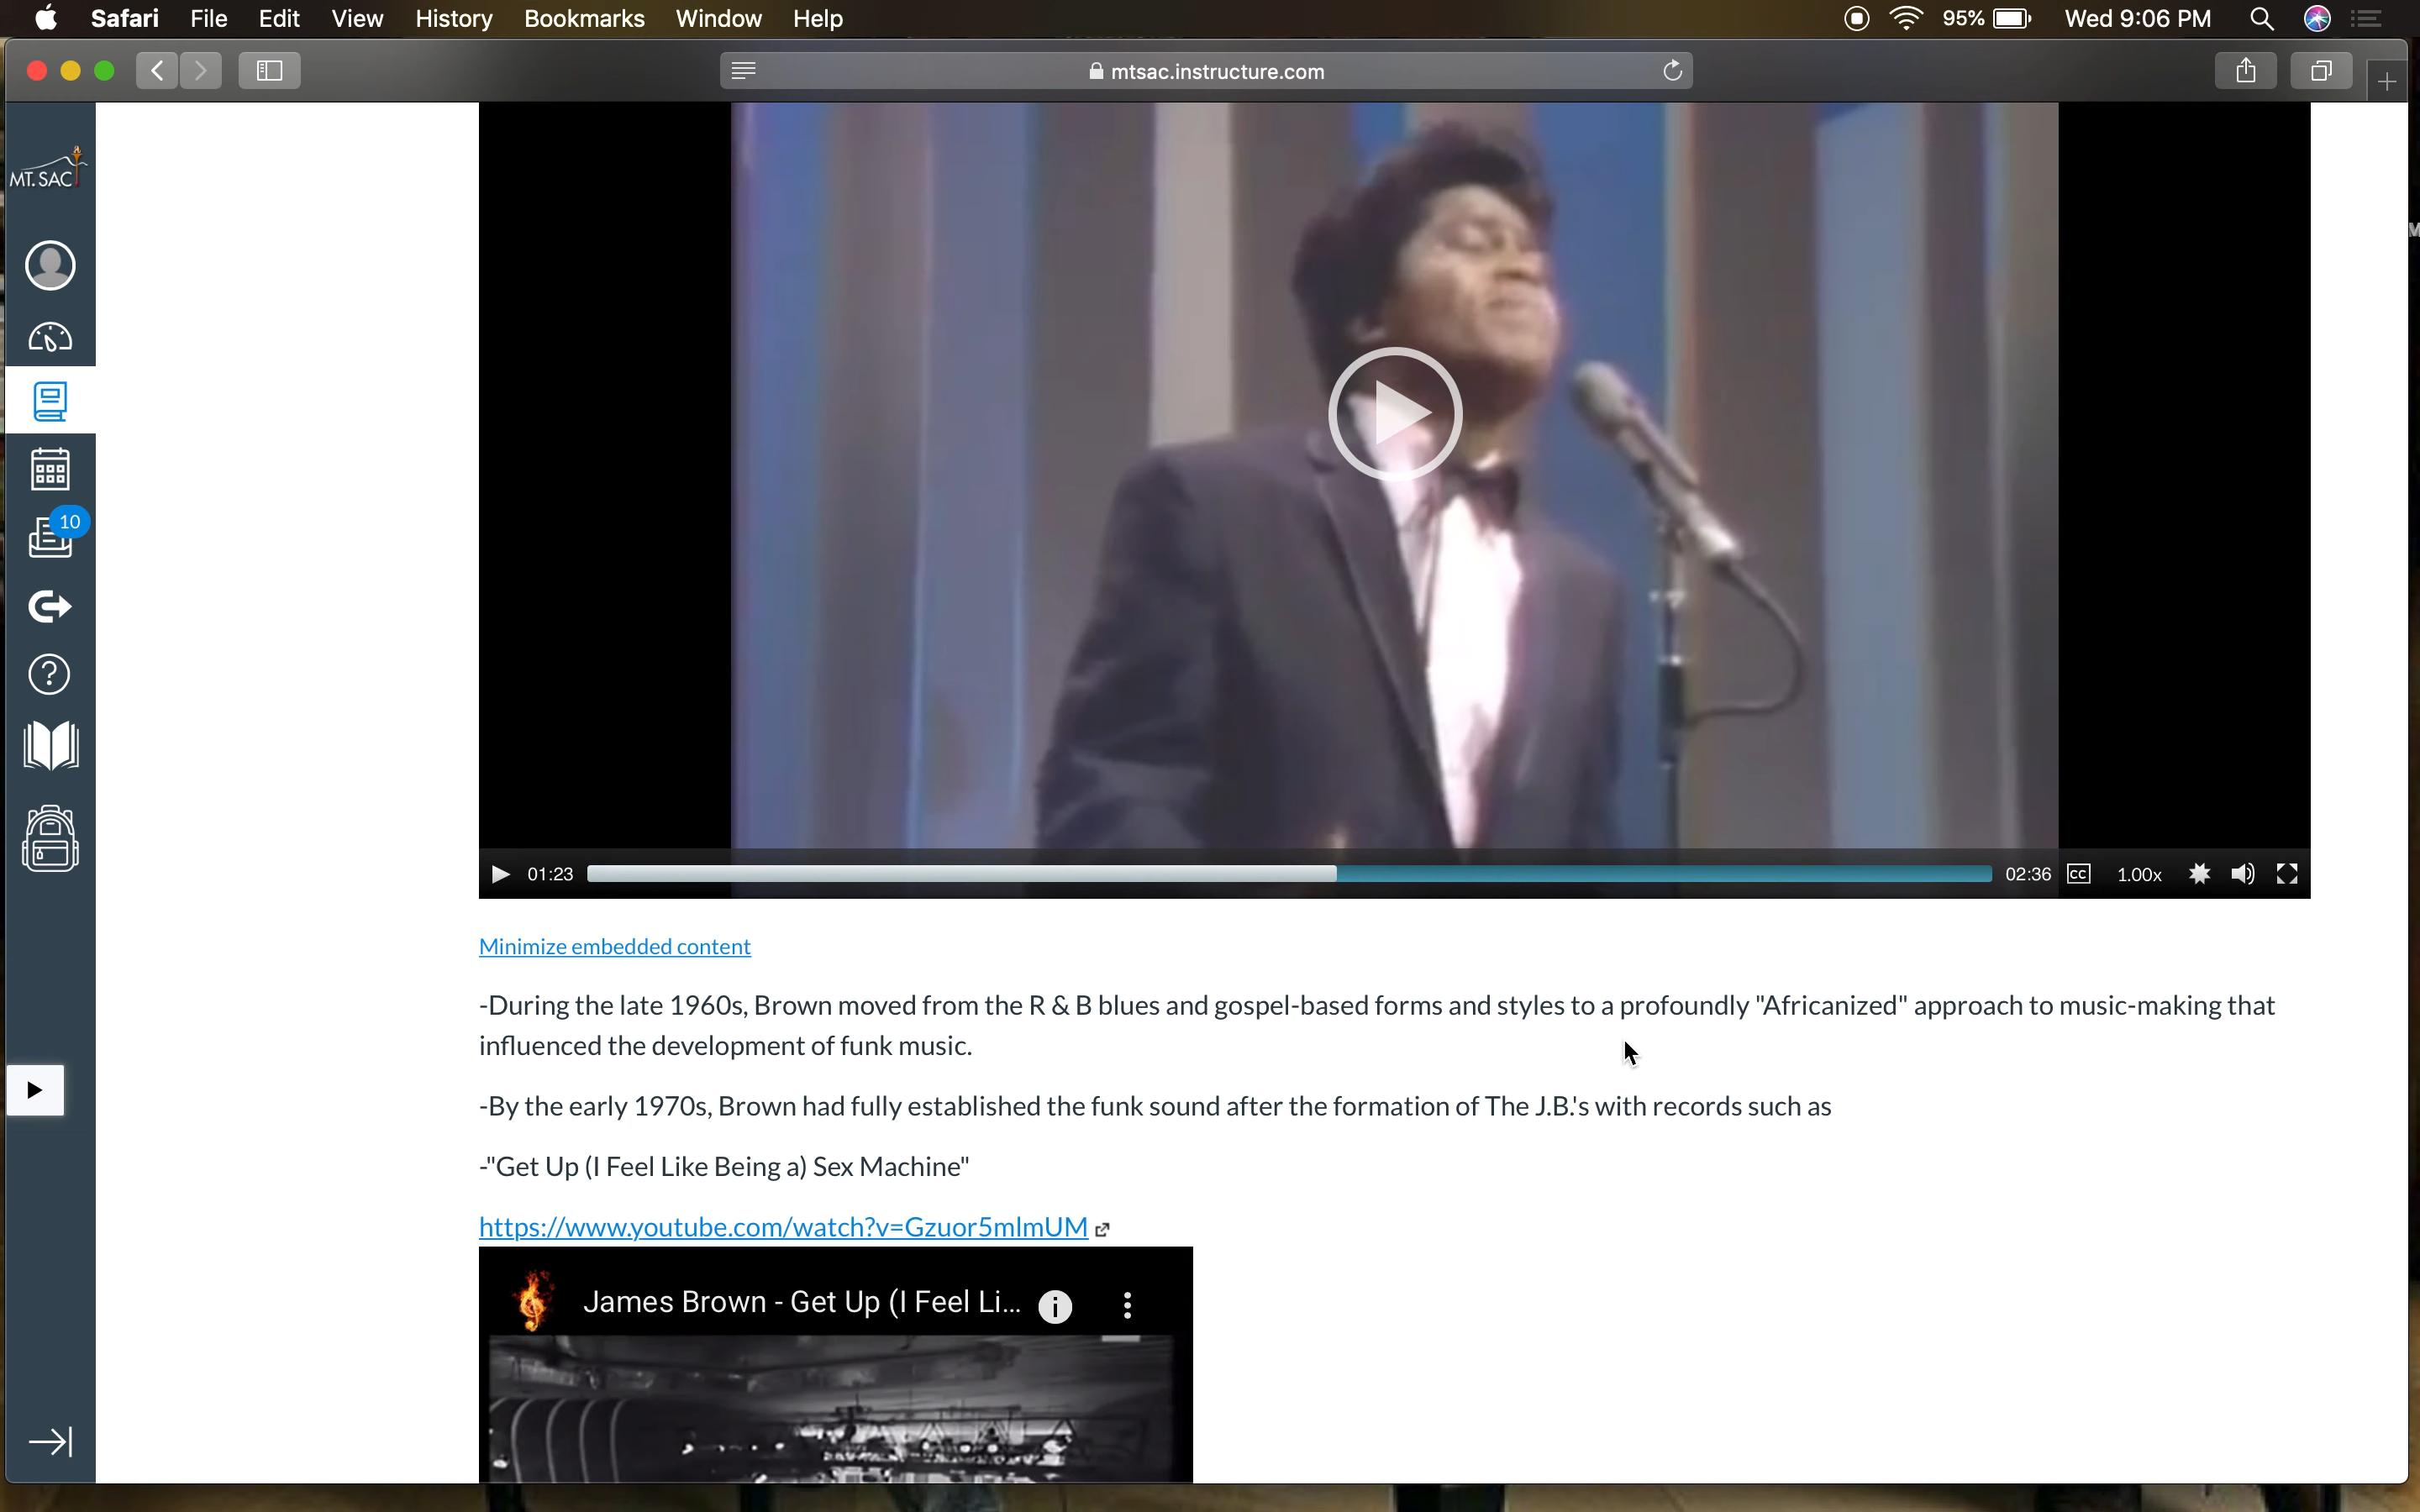 Safari File Edit View History Bookmarks Window Help 95% Wed 9:06 PM
mtsac.instructure.com
MT. SAC
10
01:23 02:36 CC 1.00x
Minimize embedded content
-During the late 1960s, Brown moved from the R & B blues and gospel-based forms and styles to a profoundly "Africanized" approach to music-making that
influenced the development of funk music.
-By the early 1970s, Brown had fully established the funk sound after the formation of The J.B.'s with records such as
-"Get Up (I Feel Like Being a) Sex Machine"
https://www.youtube.com/watch?v=Gzuor5mlmUM
James Brown - Get Up (I Feel Li...